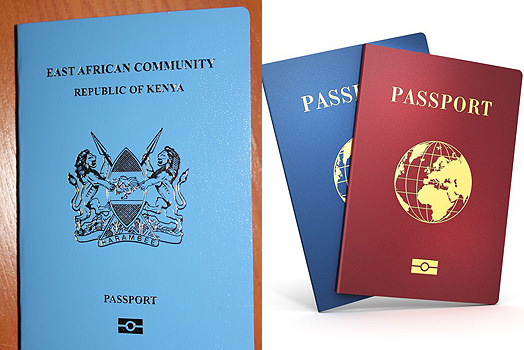 EAST AFRICAN COMMUNITY
REPUBLIC OF KENYA
HARAMBEE
PASSPORT
PASSPORT